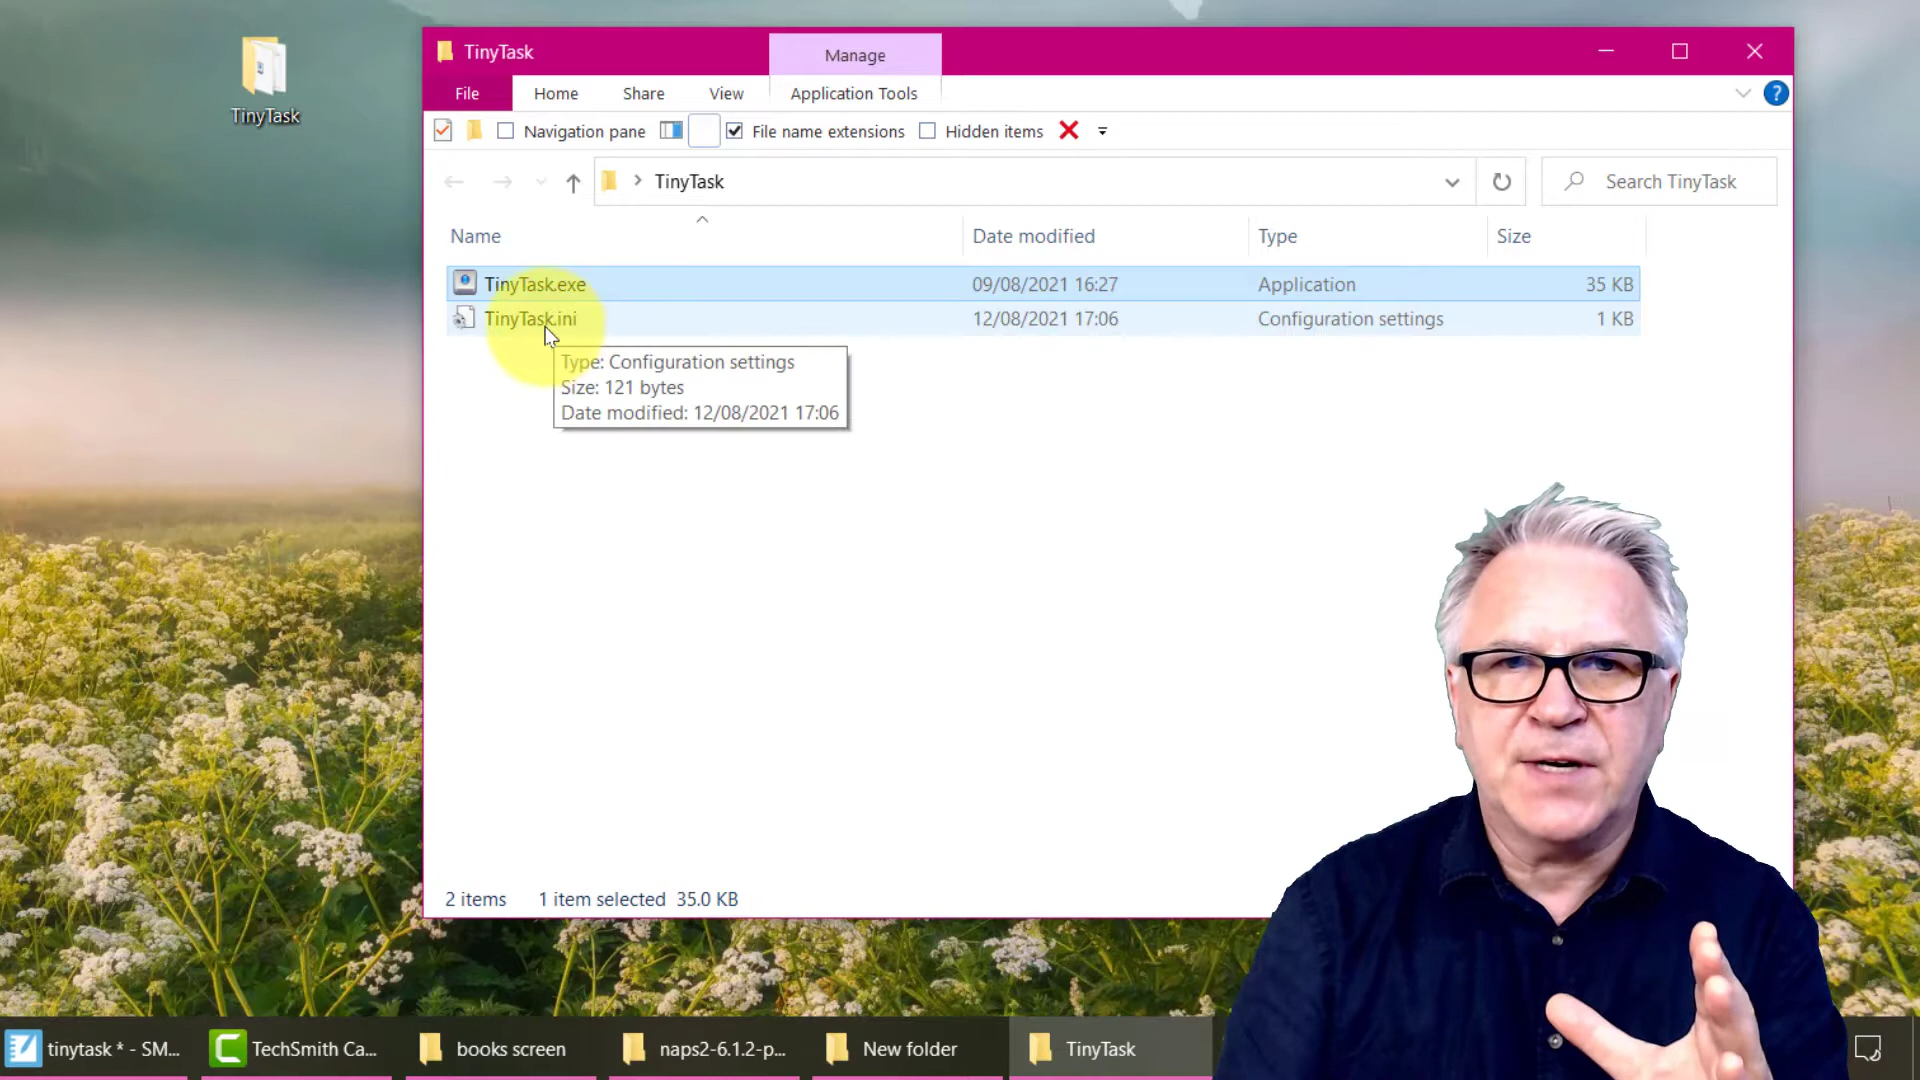 TinyTask
TinyTask
Manage
File
Home
Share
View
Application Tools
?
Navigation pane
File name extensions
Hidden items
TinyTask
Search TinyTask
Name
Date modified
Type
Size
TinyTask.exe
09/08/2021 16:27
Application
35 KB
TinyTask.ini
12/08/2021 17:06
Configuration settings
1 KB
Type: Configuration settings
Size: 121 bytes
Date modified: 12/08/2021 17:06
2 items
1 item selected 35.0 KB
tinytask * - SM...
TechSmith Ca...
books screen
naps2-6.1.2-p...
New folder
TinyTask